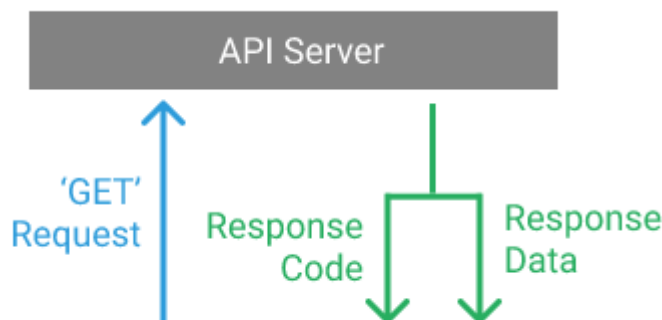 API Server
‘GET’
Request
Response
Code
Response
Data